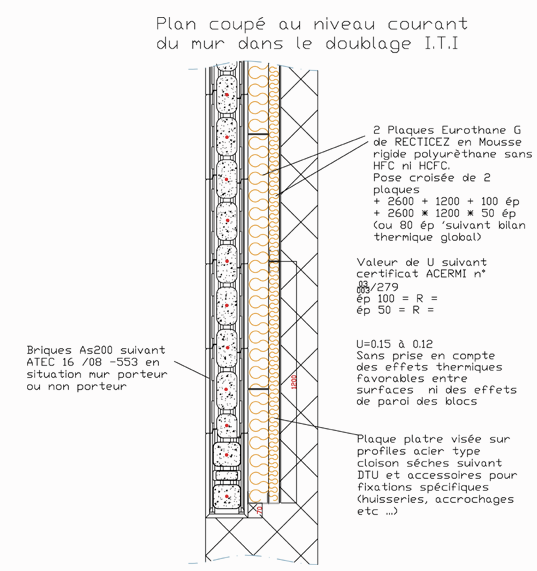 Plan coupé au niveau courant
du mur dans le doublage I.T.I
2 Plaques Eurothane G
de RECTICEZ en Mousse
rigide polyurèthane sans
HFC ni HCFC.
Pose croisée de 2
plaques
+ 2600 + 1200 + 100 ép
+ 2600 * 1200 * 50 ép
(ou 80 ép 'suivant bilan
thermique global)
Valeur de U suivant
certificat ACERMI n°
03
003/279
ép 100 = R =
ép 50 = R =
U=0.15 à 0.12
Sans prise en compte
des effets thermiques
favorables entre
surfaces ni des effets
de paroi des blocs
Briques As200 suivant
ATEC 16 /08 -553 en
situation mur porteur
ou non porteur
1200
Plaque platre visée sur
profiles acier type
cloison séches suivant
DTU et accessoires pour
fixations spécifiques
(huisseries, accrochages
etc ...)
70